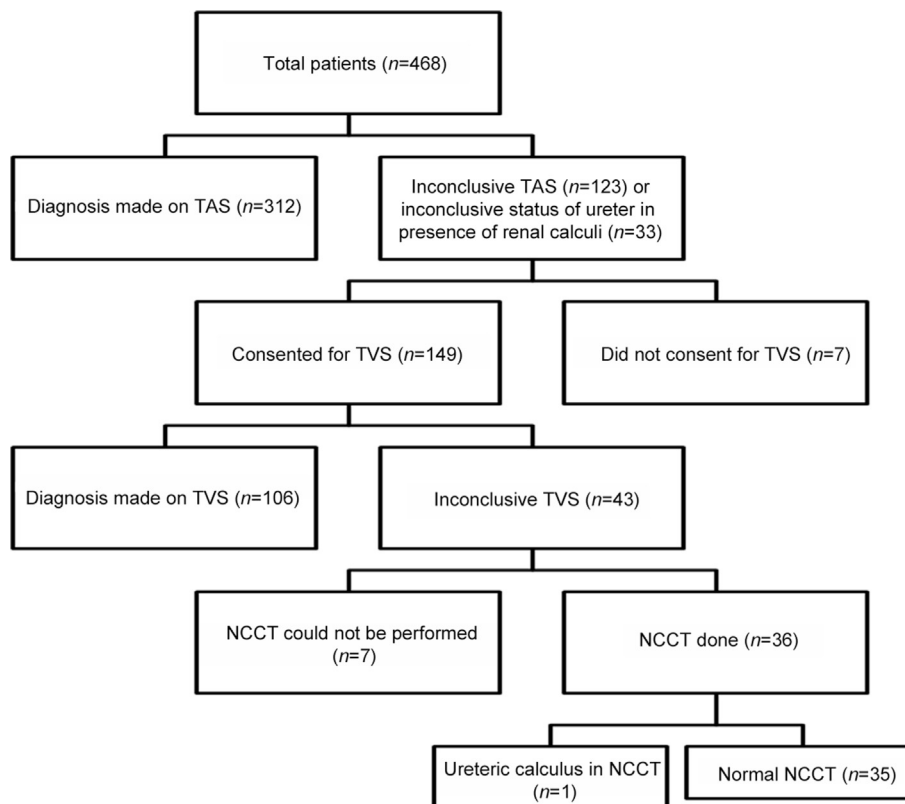 Total patients (n=468)
Diagnosis made on TAS (n=312)
Inconclusive TAS (n=123) or
inconclusive status of ureter in
presence of renal calculi (n=33)
Consented for TVS (n=149)
Did not consent for TVS (n=7)
Diagnosis made on TVS (n=106)
Inconclusive TVS (n=43)
NCCT could not be performed
(n=7)
NCCT done (n=36)
Ureteric calculus in NCCT
(n=1)
Normal NCCT (n=35)